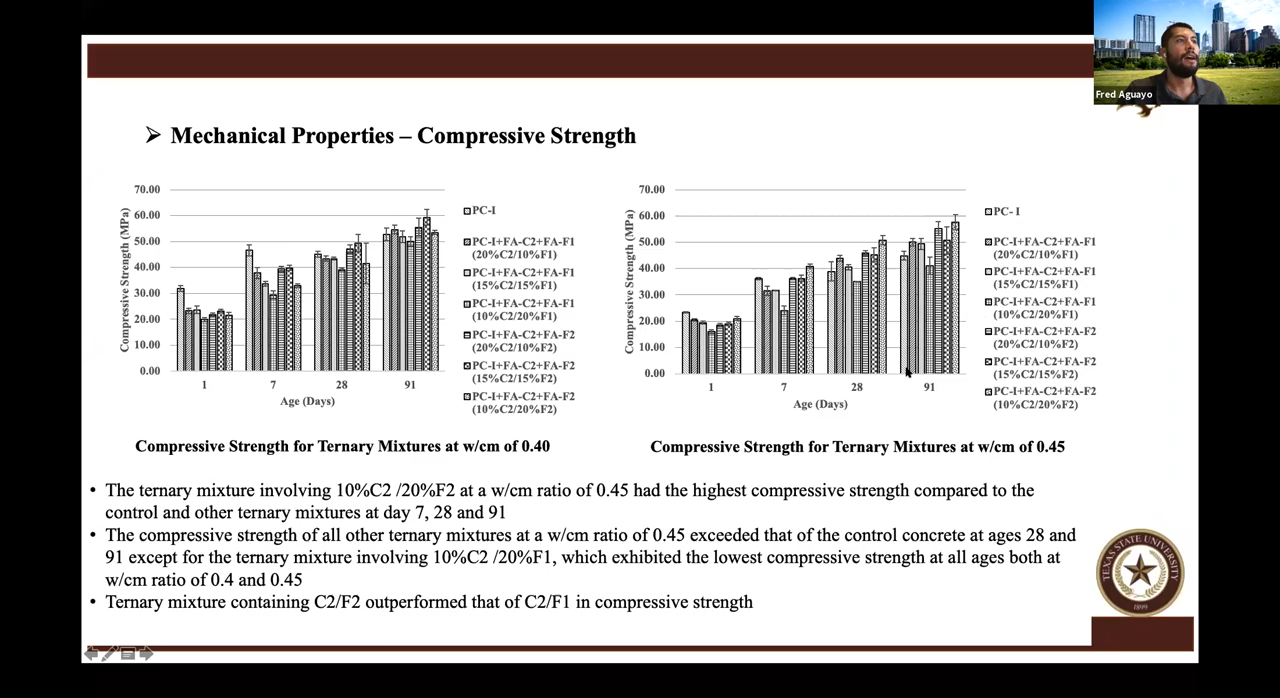 Fred Aguayo
➢ Mechanical Properties – Compressive Strength
70.00
60.00
50.00
40.00
30.00
20.00
10.00
0.00
Compressive Strength (MPa)
1
7
28
91
Age (Days)
PC-I
PC-I+FA-C2+FA-F1
(20%C2/10%F1)
PC-I+FA-C2+FA-F1
(15%C2/15%F1)
PC-I+FA-C2+FA-F1
(10%C2/20%F1)
PC-I+FA-C2+FA-F2
(20%C2/10%F2)
PC-I+FA-C2+FA-F2
(15%C2/15%F2)
PC-I+FA-C2+FA-F2
(10%C2/20%F2)
Compressive Strength for Ternary Mixtures at w/cm of 0.40
70.00
60.00
50.00
40.00
30.00
20.00
10.00
0.00
Compressive Strength (MPa)
1
7
28
91
Age (Days)
PC- I
PC-I+FA-C2+FA-F1
(20%C2/10%F1)
PC-I+FA-C2+FA-F1
(15%C2/15%F1)
PC-I+FA-C2+FA-F1
(10%C2/20%F1)
PC-I+FA-C2+FA-F2
(20%C2/10%F2)
PC-I+FA-C2+FA-F2
(15%C2/15%F2)
PC-I+FA-C2+FA-F2
(10%C2/20%F2)
Compressive Strength for Ternary Mixtures at w/cm of 0.45
• The ternary mixture involving 10%C2 /20%F2 at a w/cm ratio of 0.45 had the highest compressive strength compared to the
control and other ternary mixtures at day 7, 28 and 91
• The compressive strength of all other ternary mixtures at a w/cm ratio of 0.45 exceeded that of the control concrete at ages 28 and
91 except for the ternary mixture involving 10%C2 /20%F1, which exhibited the lowest compressive strength at all ages both at
w/cm ratio of 0.4 and 0.45
• Ternary mixture containing C2/F2 outperformed that of C2/F1 in compressive strength
TEXAS STATE UNIVERSITY
1899